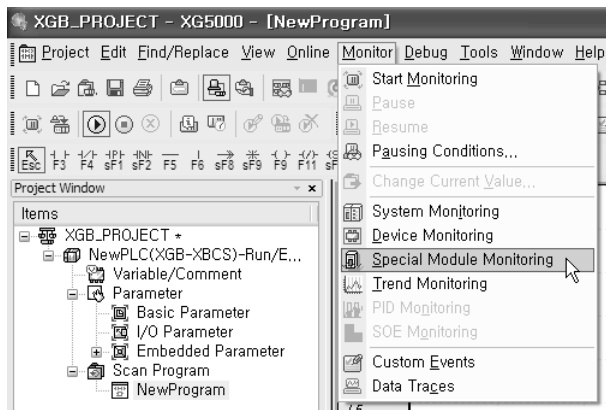 XGB_PROJECT - XG5000 - [NewProgram]
Project Edit Find/Replace View Online Monitor Debug Tools Window Help
Start Monitoring
Pause
Resume
Pausing Conditions...
Change Current Value...
System Monitoring
Device Monitoring
Special Module Monitoring
Trend Monitoring
PID Monitoring
SOE Monitoring
Custom Events
Data Traces
Esc F3 F4 sF1 sF2 F5 F6 sF8 sF9 F9 F11
Project Window
Items
XGB_PROJECT *
NewPLC(XGB-XBCS)-Run/E...
Variable/Comment
Parameter
Basic Parameter
I/O Parameter
Embedded Parameter
Scan Program
NewProgram